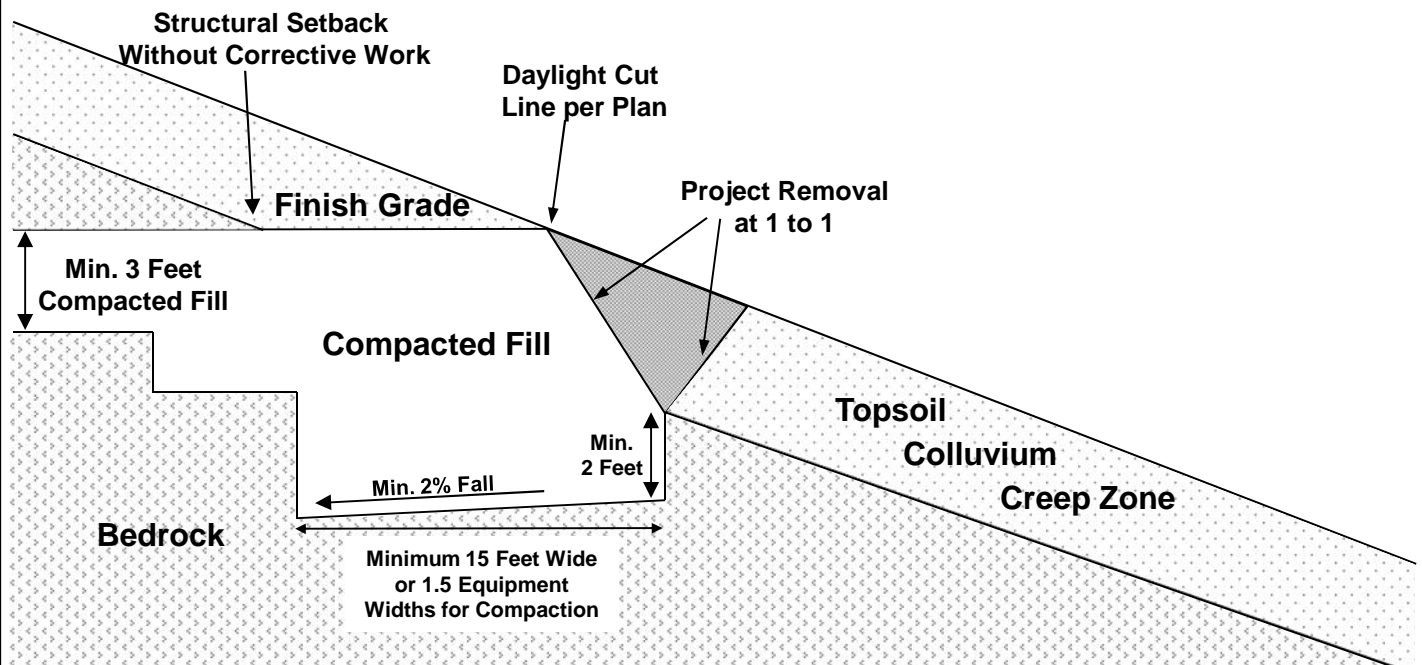 Structural Setback
Without Corrective Work
Daylight Cut
Line per Plan
Project Removal
at 1 to 1
Finish Grade
Min. 3 Feet
Compacted Fill
Compacted Fill
Topsoil
Colluvium
Creep Zone
Min.
2 Feet
Min. 2% Fall
Bedrock
Minimum 15 Feet Wide
or 1.5 Equipment
Widths for Compaction